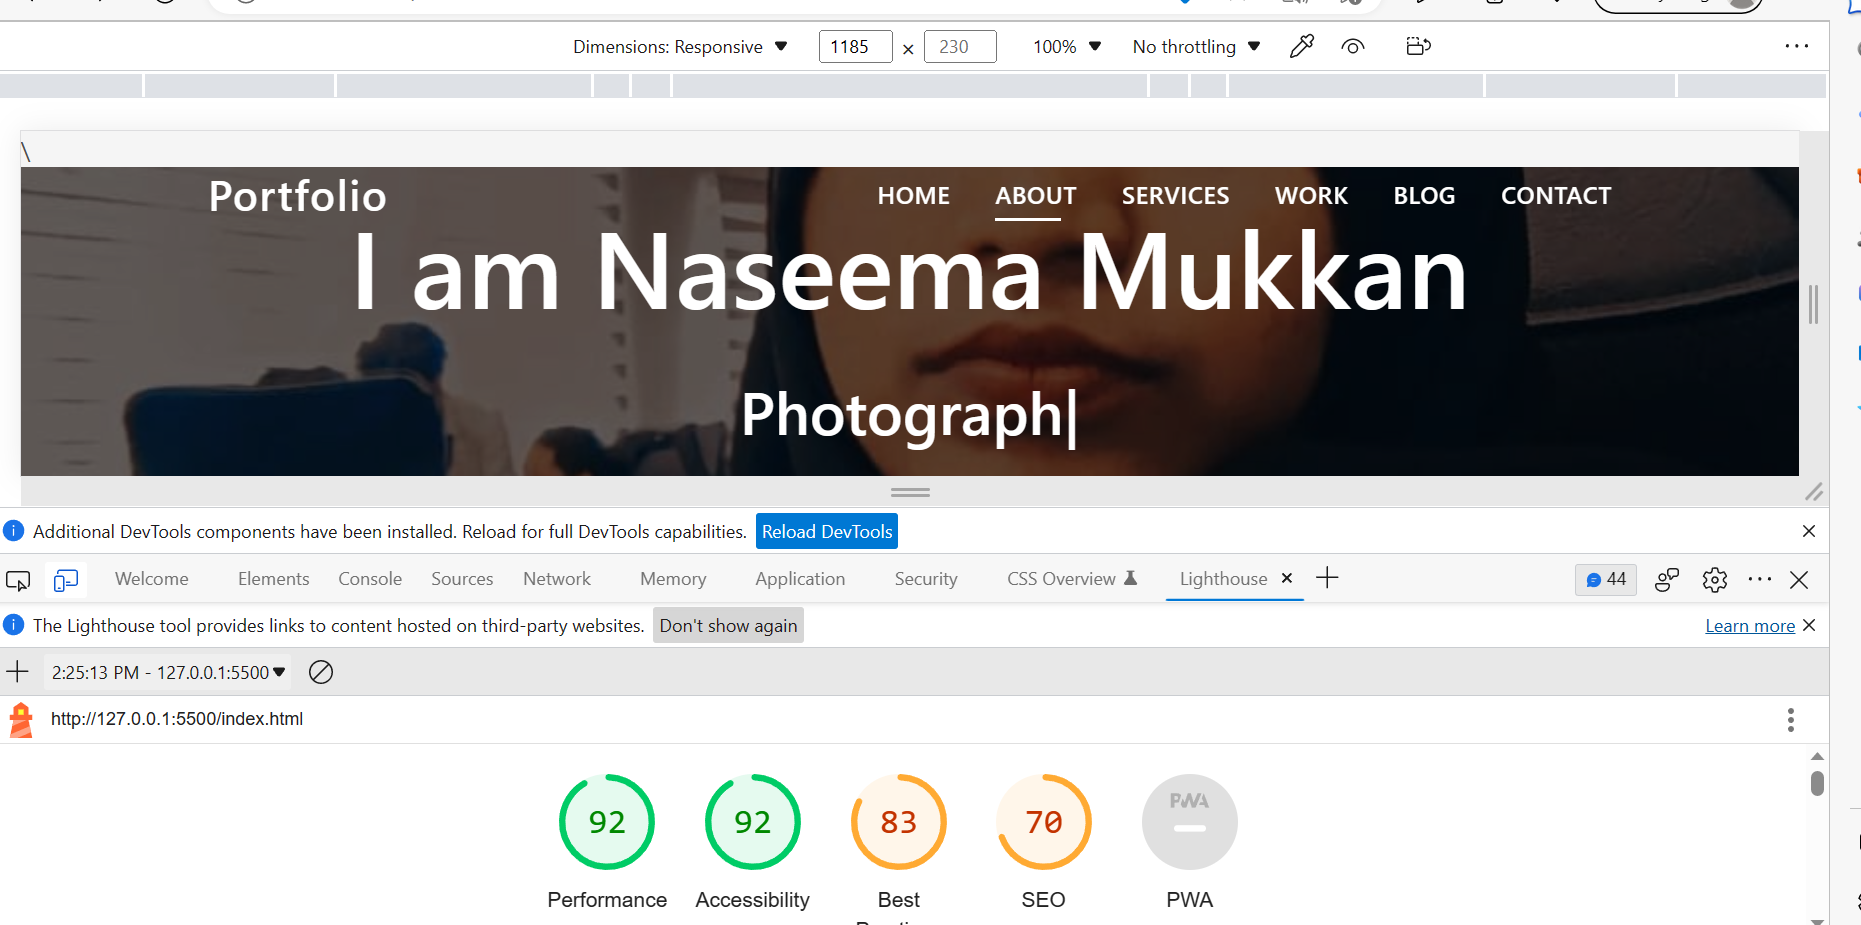 Dimensions: Responsive 1185 × 230 100% No throttling
\
Portfolio HOME ABOUT SERVICES WORK BLOG CONTACT
I am Naseema Mukkan
Photograph|
Additional DevTools components have been installed. Reload for full DevTools capabilities. Reload DevTools
Welcome Elements Console Sources Network Memory Application Security CSS Overview Lighthouse 44
The Lighthouse tool provides links to content hosted on third-party websites. Don't show again Learn more
2:25:13 PM - 127.0.0.1:5500
http://127.0.0.1:5500/index.html
PWA
92 92 83 70
Performance Accessibility Best SEO PWA